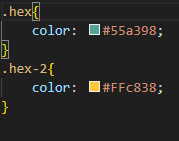 .hex{
color: #55a398;
}
.hex-2{
color: #FFc838;
}